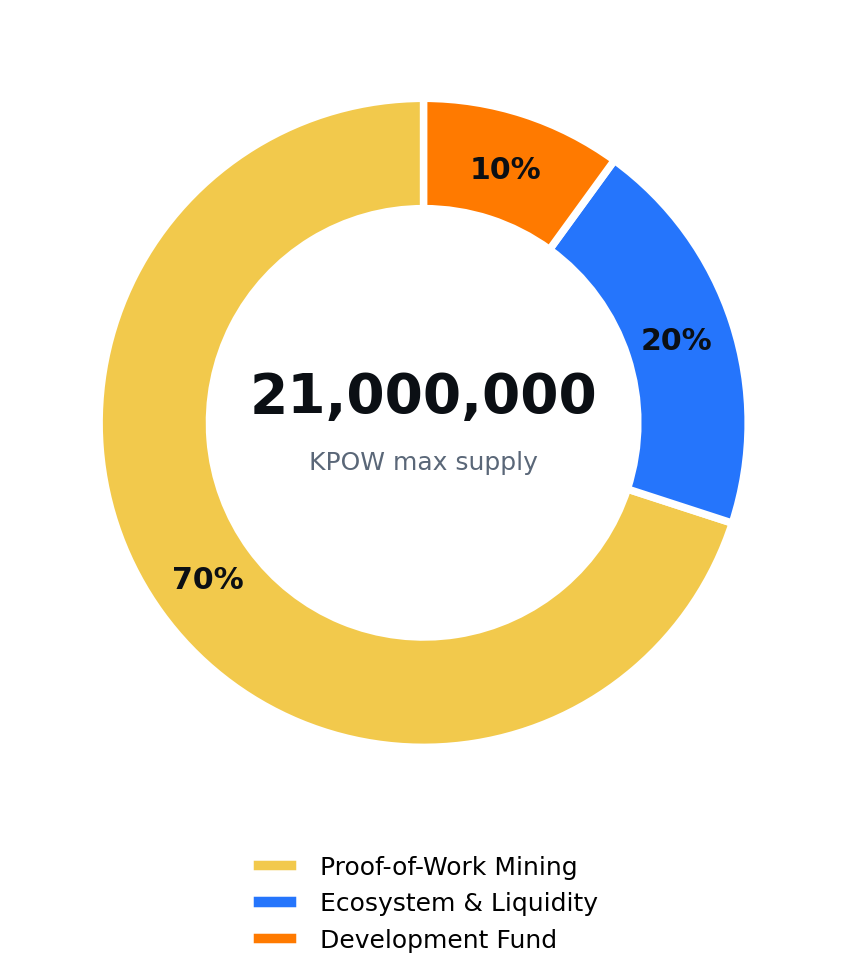 10%
20%
21,000,000
KPOW max supply
70%
Proof-of-Work Mining
Ecosystem & Liquidity
Development Fund